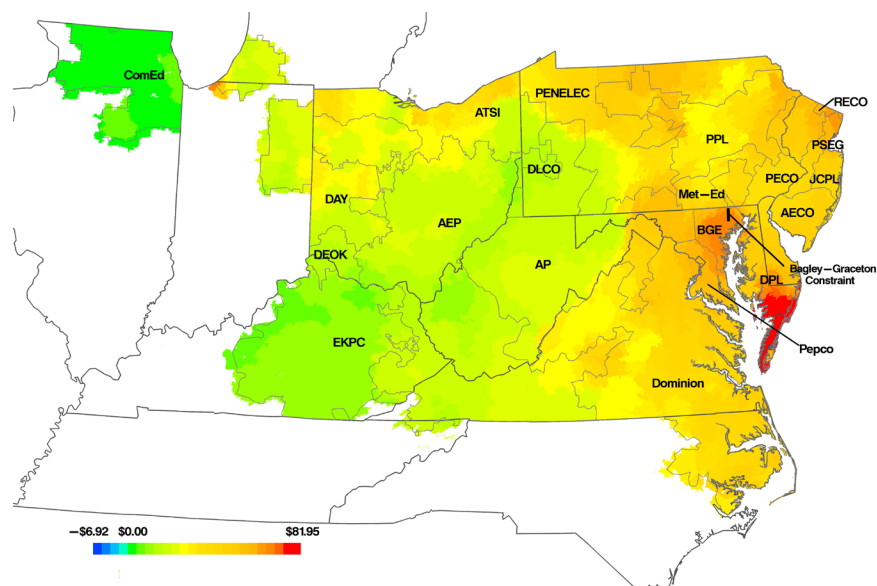 ComEd
PENELEC
RECO
ATSI
PPL
PSEG
DLCO
PECO
JCPL
Met—Ed
DAY
AECO
AEP
BGE
DEOK
AP
Bagley—Graceton
Constraint
DPL
EKPC
Pepco
Dominion
—$6.92 $0.00 $81.95